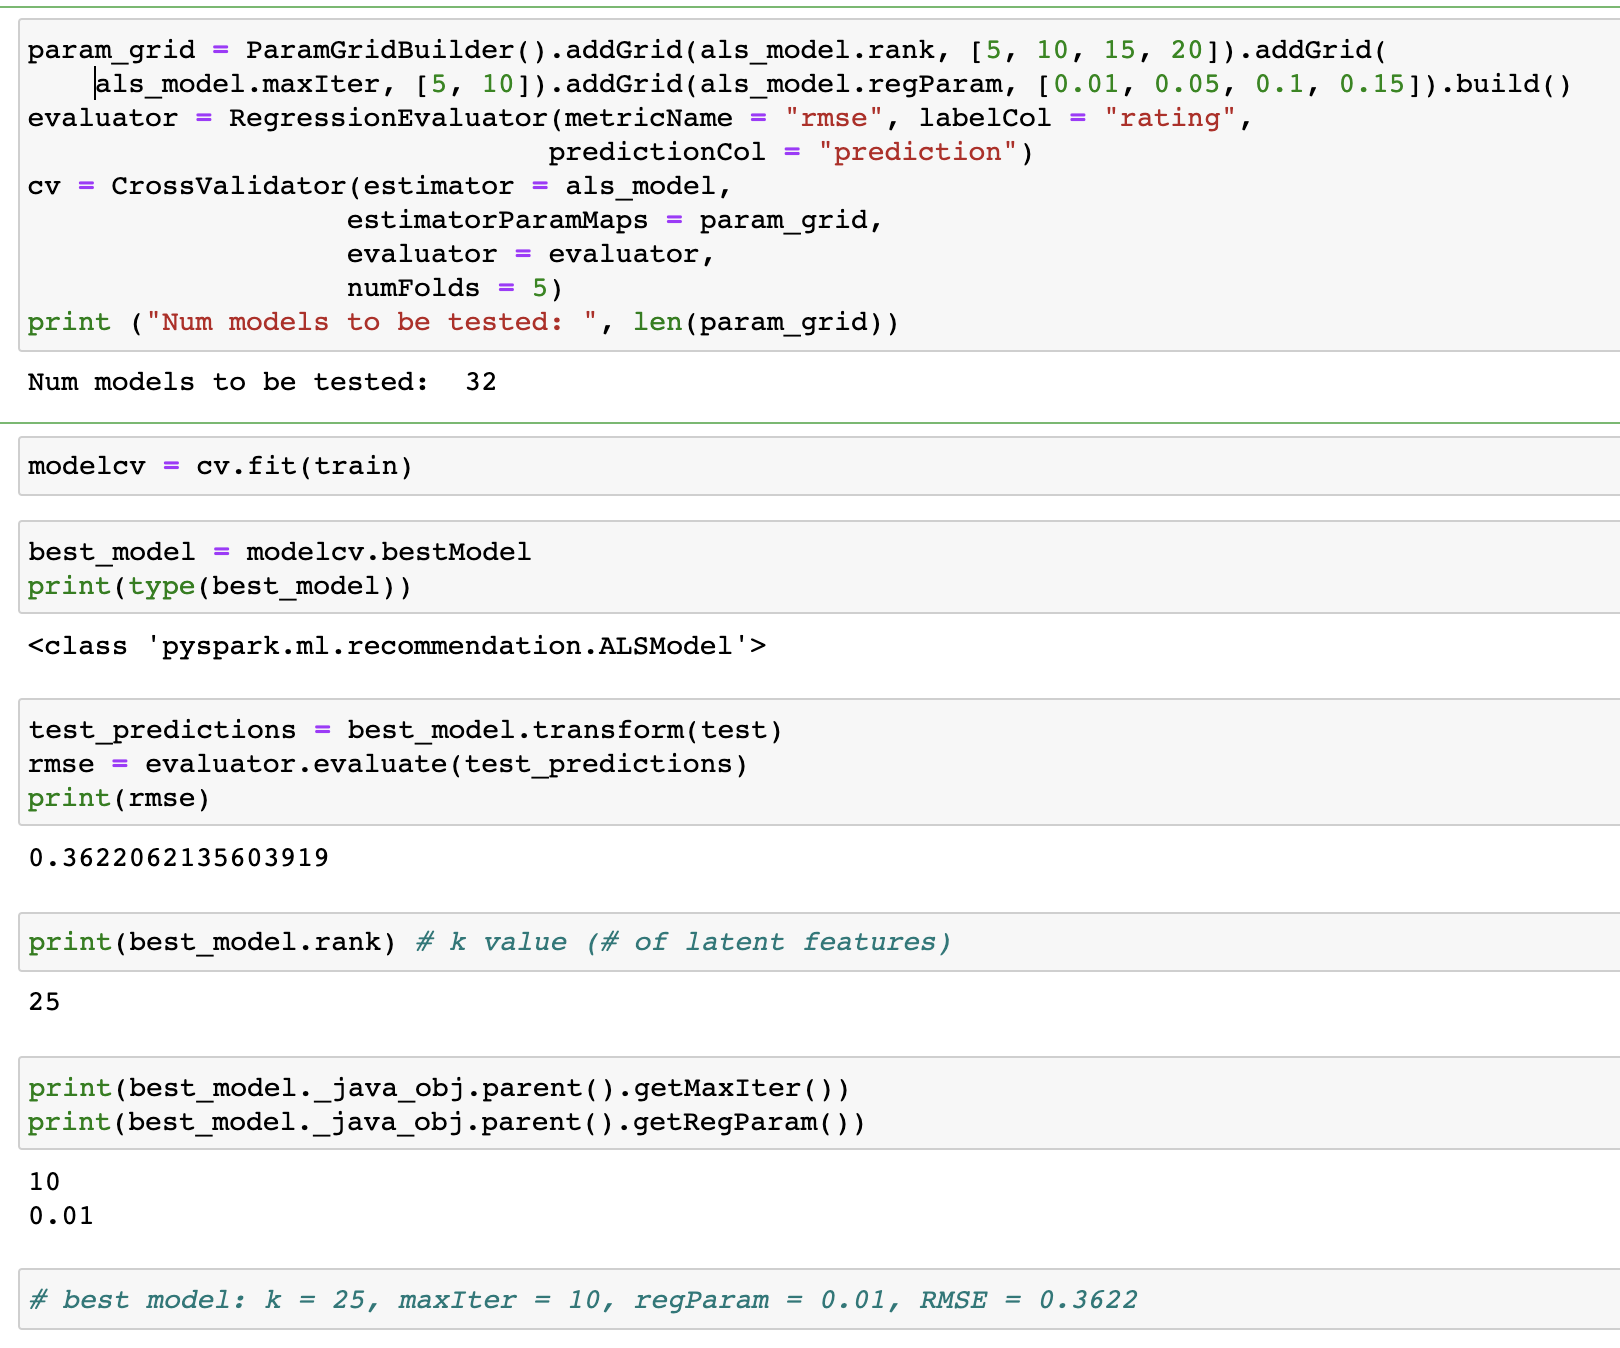 param_grid = ParamGridBuilder().addGrid(als_model.rank, [5, 10, 15, 20]).addGrid(
    als_model.maxIter, [5, 10]).addGrid(als_model.regParam, [0.01, 0.05, 0.1, 0.15]).build()
evaluator = RegressionEvaluator(metricName = "rmse", labelCol = "rating",
                               predictionCol = "prediction")
cv = CrossValidator(estimator = als_model,
                   estimatorParamMaps = param_grid,
                   evaluator = evaluator,
                   numFolds = 5)
print ("Num models to be tested: ", len(param_grid))
Num models to be tested:  32
modelcv = cv.fit(train)
best_model = modelcv.bestModel
print(type(best_model))
<class 'pyspark.ml.recommendation.ALSModel'>
test_predictions = best_model.transform(test)
rmse = evaluator.evaluate(test_predictions)
print(rmse)
0.3622062135603919
print(best_model.rank) # k value (# of latent features)
25
print(best_model._java_obj.parent().getMaxIter())
print(best_model._java_obj.parent().getRegParam())
10
0.01
# best model: k = 25, maxIter = 10, regParam = 0.01, RMSE = 0.3622